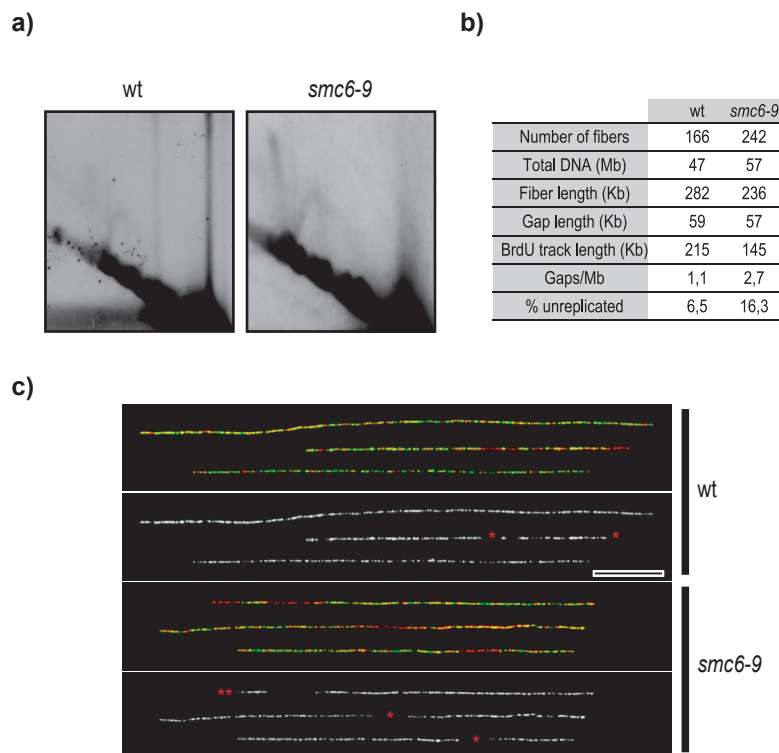 a)
b)
wt smc6-9
wt smc6-9
Number of fibers 166 242
Total DNA (Mb) 47 57
Fiber length (Kb) 282 236
Gap length (Kb) 59 57
BrdU track length (Kb) 215 145
Gaps/Mb 1,1 2,7
% unreplicated 6,5 16,3
c)
* *
wt
**
*
*
smc6-9